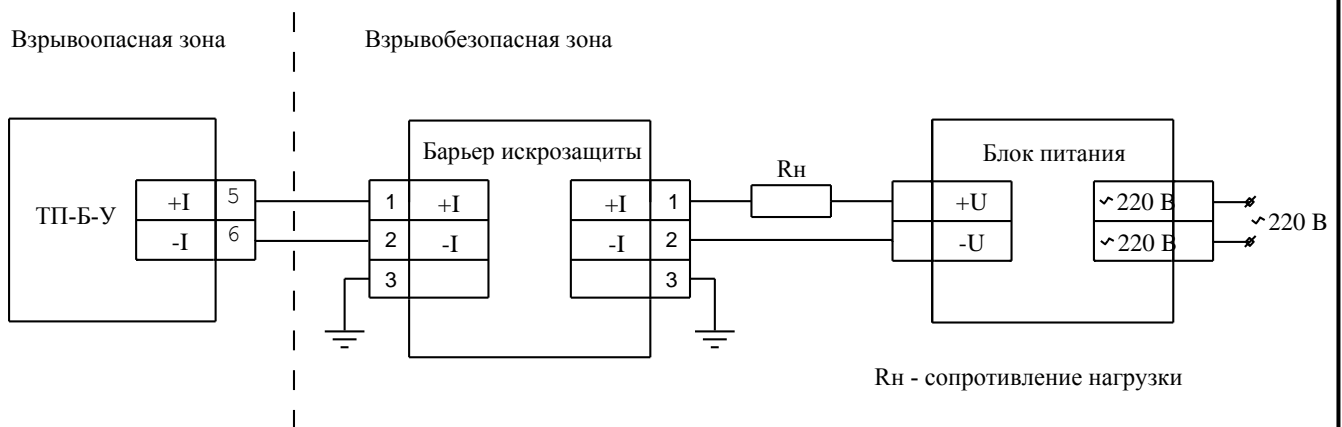 Взрывоопасная зона
Взрывобезопасная зона
ТП-Б-У
+I 5
-I 6
Барьер искрозащиты
1 +I
2 -I
3
+I 1
-I 2
3
Rн
Блок питания
+U
-U
~220 В
~220 В
~220 В
Rн - сопротивление нагрузки